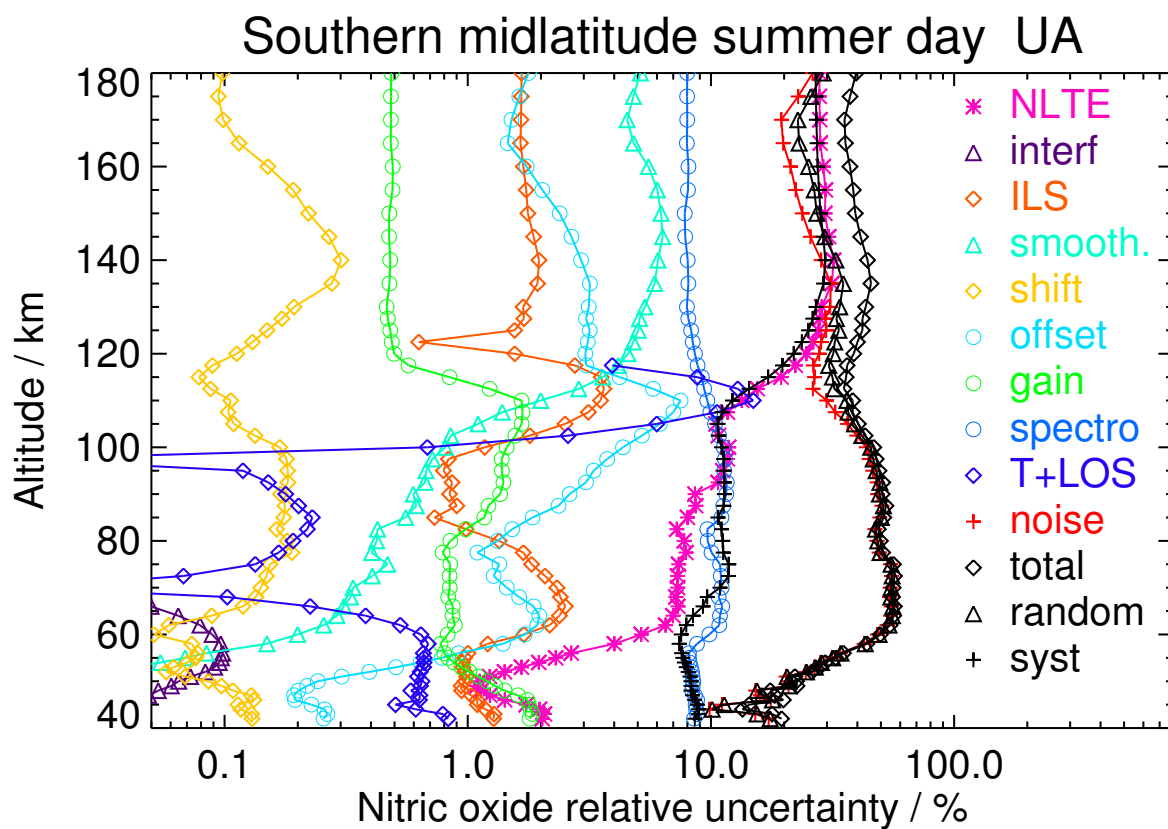 Southern midlatitude summer day UA
180
160
140
120
100
80
60
40
Altitude / km
NLTE
interf
ILS
smooth.
shift
offset
gain
spectro
T+LOS
noise
total
random
syst
0.1 1.0 10.0 100.0
Nitric oxide relative uncertainty / %